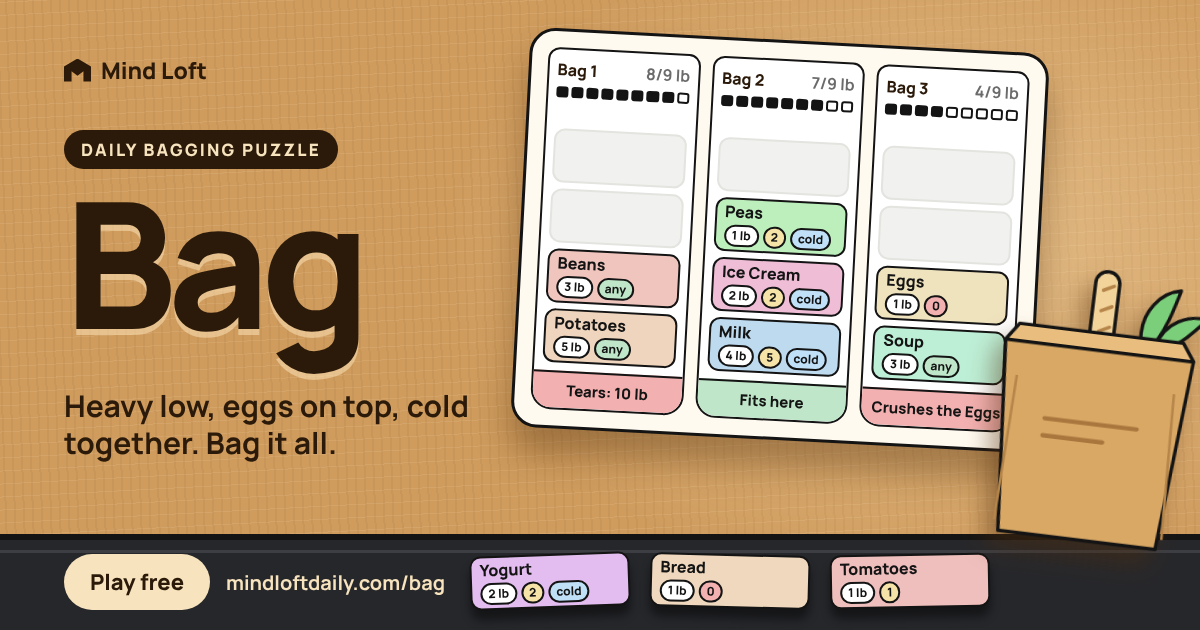 Mind Loft
DAILY BAGGING PUZZLE
Bag
Heavy low, eggs on top, cold
together. Bag it all.
Bag 1 8/9 lb
Beans
3 lb any
Potatoes
5 lb any
Tears: 10 lb
Bag 2 7/9 lb
Peas
1 lb 2 cold
Ice Cream
2 lb 2 cold
Milk
4 lb 5 cold
Fits here
Bag 3 4/9 lb
Eggs
1 lb 0
Soup
3 lb any
Crushes the Eggs
Play free
mindloftdaily.com/bag
Yogurt
2 lb 2 cold
Bread
1 lb 0
Tomatoes
1 lb 1